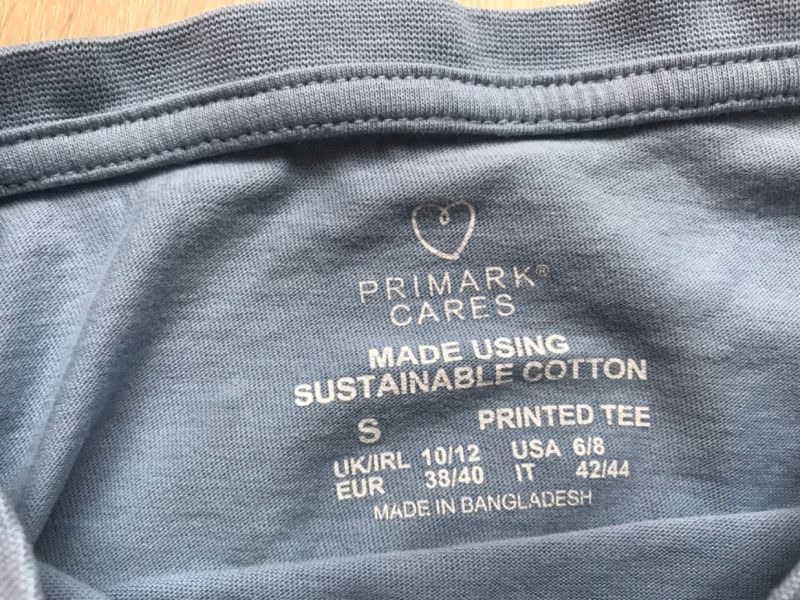 PRIMARK®
CARES
MADE USING
SUSTAINABLE COTTON
S PRINTED TEE
UK/IRL 10/12 USA 6/8
EUR 38/40 IT 42/44
MADE IN BANGLADESH